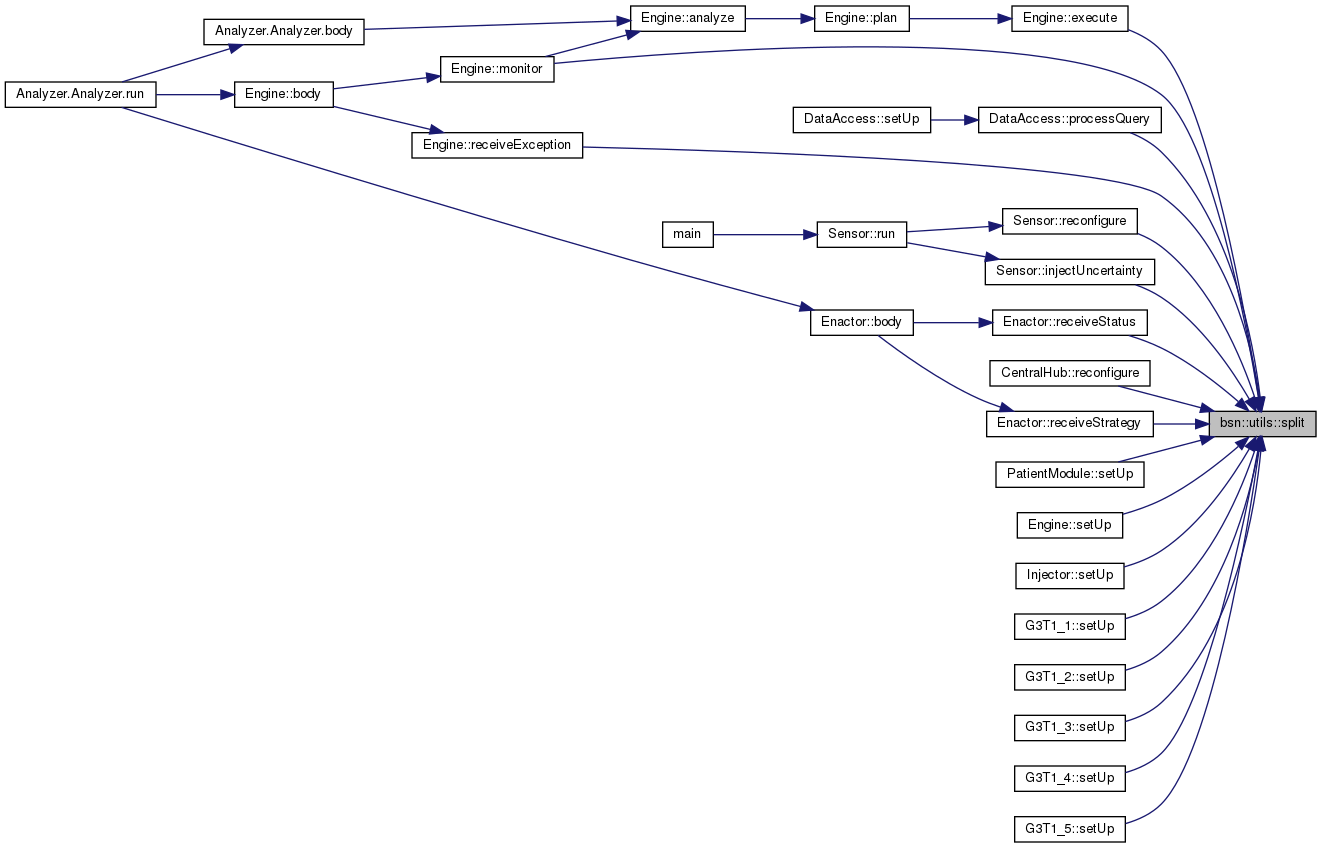 Engine::analyze
Engine::plan
Engine::execute
Analyzer.Analyzer.body
Engine::monitor
Analyzer.Analyzer.run
Engine::body
DataAccess::setUp
DataAccess::processQuery
Engine::receiveException
main
Sensor::run
Sensor::reconfigure
Sensor::injectUncertainty
Enactor::body
Enactor::receiveStatus
CentralHub::reconfigure
Enactor::receiveStrategy
bsn::utils::split
PatientModule::setUp
Engine::setUp
Injector::setUp
G3T1_1::setUp
G3T1_2::setUp
G3T1_3::setUp
G3T1_4::setUp
G3T1_5::setUp